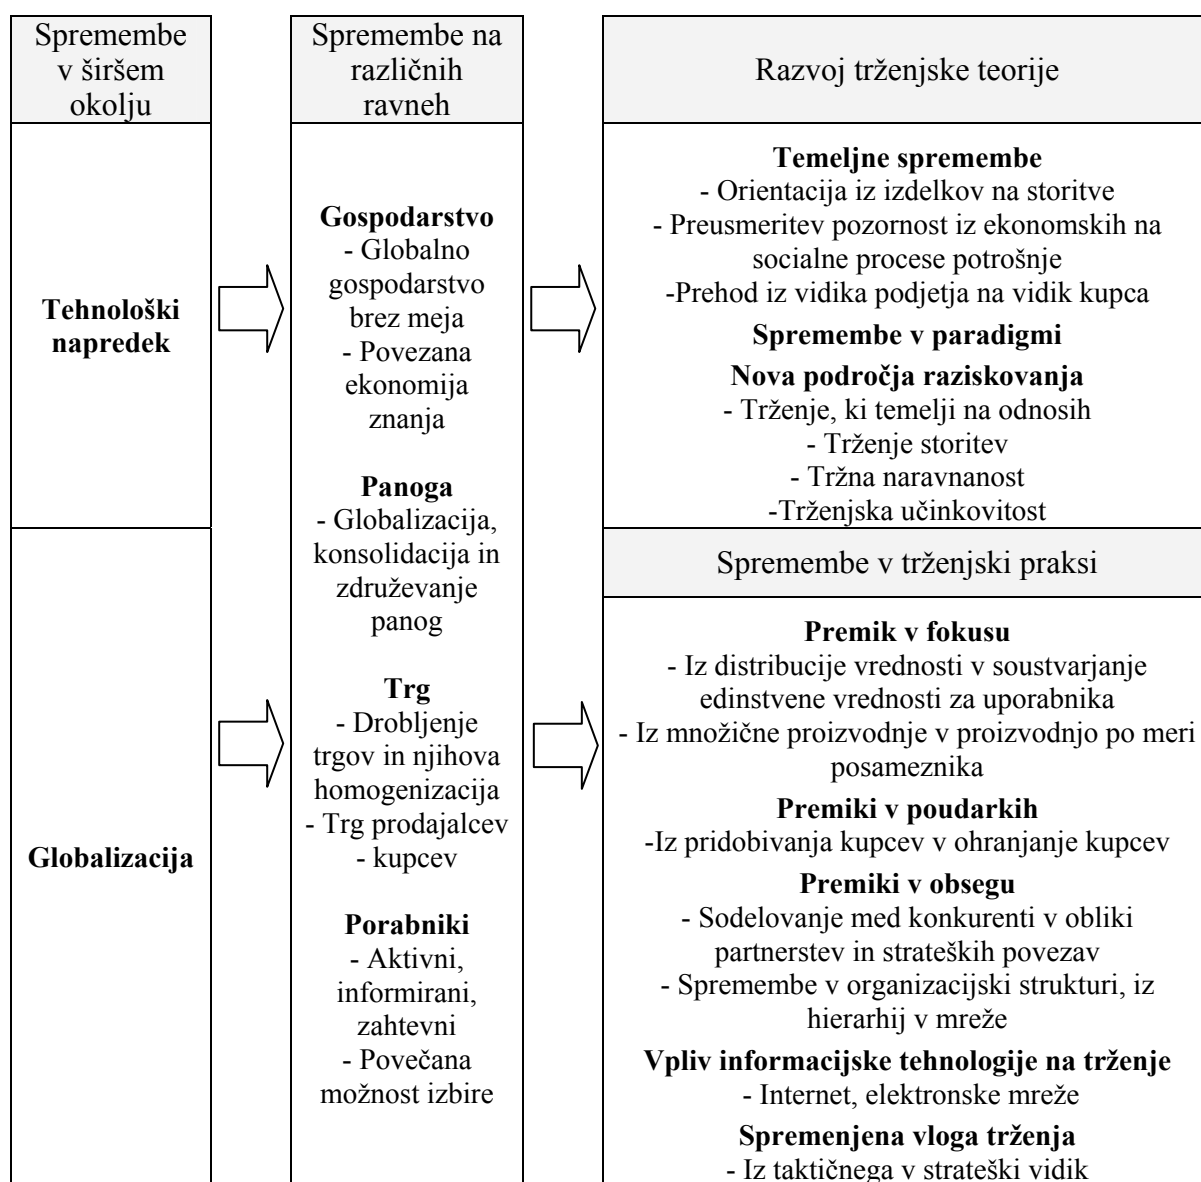 Spremembe
v širšem
okolju
Tehnološki
napredek
Globalizacija
Spremembe na
različnih
ravneh
Gospodarstvo
- Globalno
gospodarstvo
brez meja
- Povezana
ekonomija
znanja
Panoga
- Globalizacija,
konsolidacija in
združevanje
panog
Trg
- Drobljenje
trgov in njihova
homogenizacija
- Trg prodajalcev
- kupcev
Porabniki
- Aktivni,
informirani,
zahtevni
- Povečana
možnost izbire
Razvoj trženjske teorije
Temeljne spremembe
- Orientacija iz izdelkov na storitve
- Preusmeritev pozornost iz ekonomskih na
socialne procese potrošnje
-Prehod iz vidika podjetja na vidik kupca
Spremembe v paradigmi
Nova področja raziskovanja
- Trženje, ki temelji na odnosih
- Trženje storitev
- Tržna naravnanost
-Trženjska učinkovitost
Spremembe v trženjski praksi
Premik v fokusu
- Iz distribucije vrednosti v soustvarjanje
edinstvene vrednosti za uporabnika
- Iz množične proizvodnje v proizvodnjo po meri
posameznika
Premiki v poudarkih
-Iz pridobivanja kupcev v ohranjanje kupcev
Premiki v obsegu
- Sodelovanje med konkurenti v obliki
partnerstev in strateških povezav
- Spremembe v organizacijski strukturi, iz
hierarhij v mreže
Vpliv informacijske tehnologije na trženje
- Internet, elektronske mreže
Spremenjena vloga trženja
- Iz taktičnega v strateški vidik